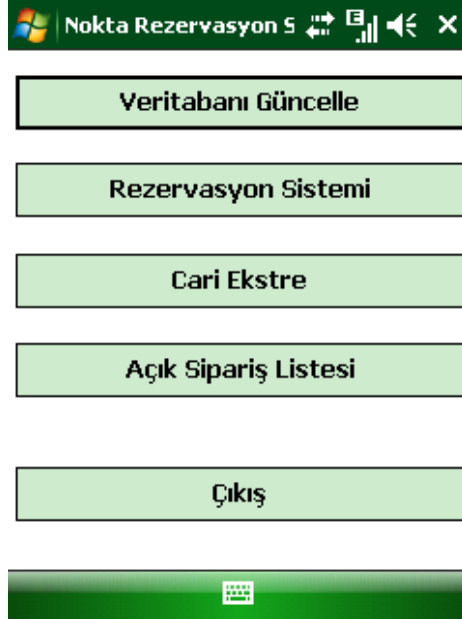 Nokta Rezervasyon S
E
Veritabanı Güncelle
Rezervasyon Sistemi
Cari Ekstre
Açık Sipariş Listesi
Çıkış